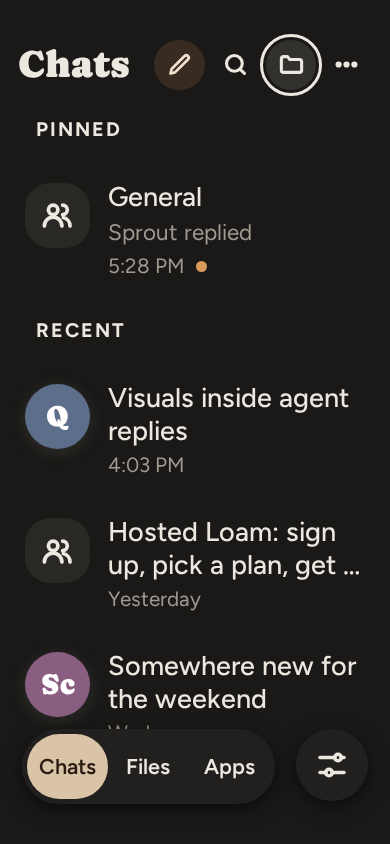 Chats
PINNED
General
Sprout replied
5:28 PM
RECENT
Q
Visuals inside agent
replies
4:03 PM
Hosted Loam: sign
up, pick a plan, get ...
Yesterday
Sc
Somewhere new for
the weekend
Chats Files Apps